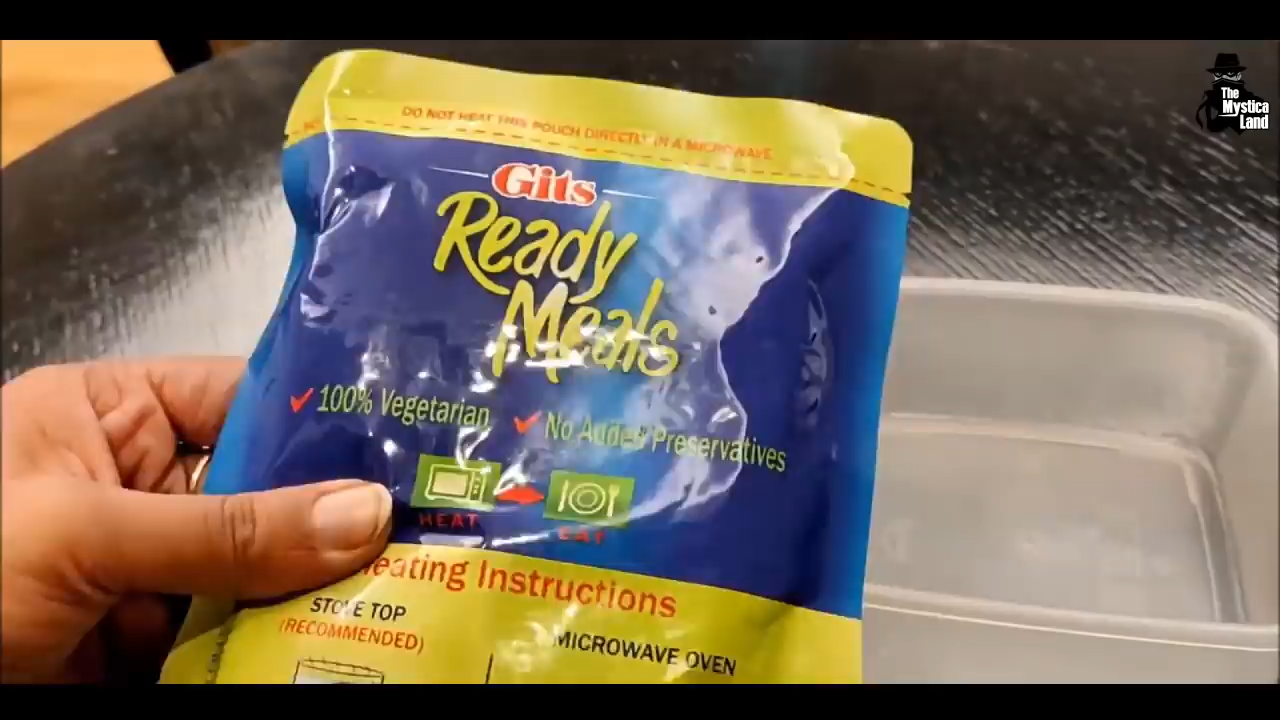 DO NOT HEAT THIS POUCH DIRECTLY IN A MICROWAVE
Gits
Ready
Meals
100% Vegetarian
No Added Preservatives
HEAT
EAT
eating Instructions
STOVE TOP
(RECOMMENDED)
MICROWAVE OVEN
The
Mystica
Land